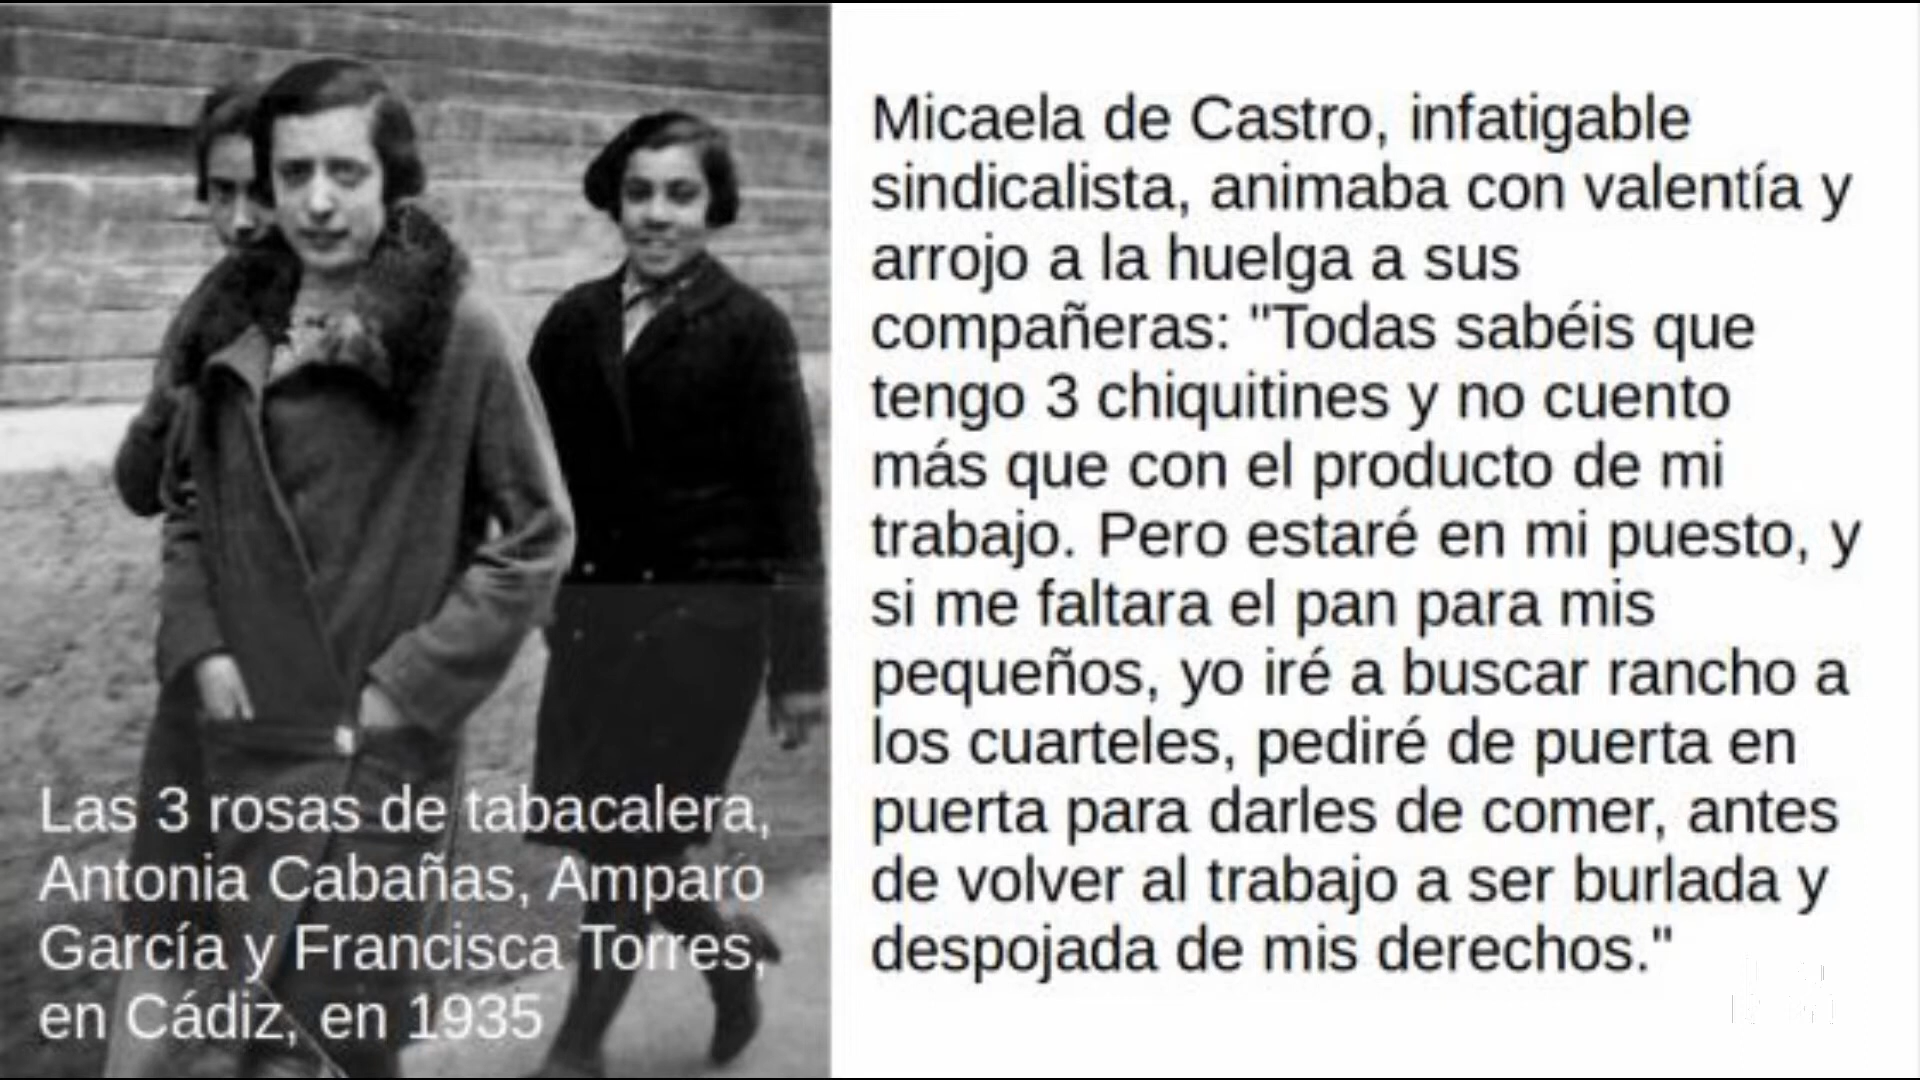 Las 3 rosas de tabacalera,
Antonia Cabañas, Amparo
García y Francisca Torres,
en Cádiz, en 1935
Micaela de Castro, infatigable
sindicalista, animaba con valentía y
arrojo a la huelga a sus
compañeras: "Todas sabéis que
tengo 3 chiquitines y no cuento
más que con el producto de mi
trabajo. Pero estaré en mi puesto, y
si me faltara el pan para mis
pequeños, yo iré a buscar rancho a
los cuarteles, pediré de puerta en
puerta para darles de comer, antes
de volver al trabajo a ser burlada y
despojada de mis derechos."